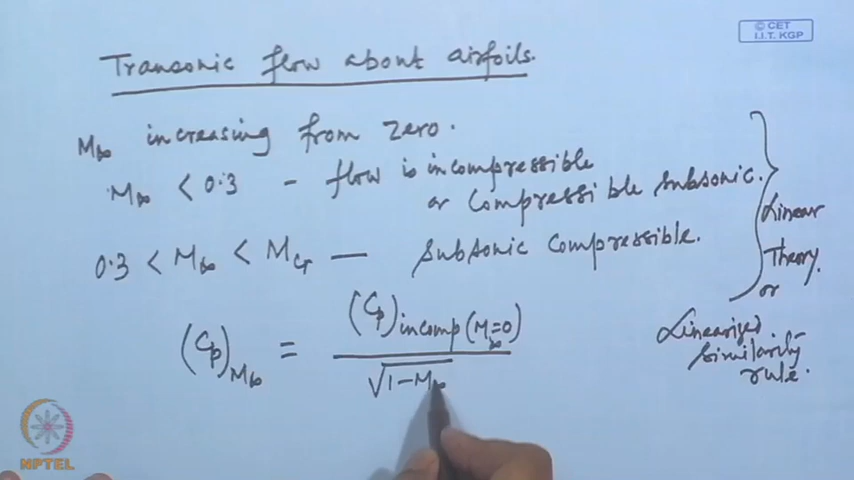 © CET
I.I.T. KGP
Transonic flow about airfoils.
M∞ increasing from zero.
M∞ < 0.3 - flow is incompressible
or compressible subsonic.
0.3 < M∞ < Mcr — Subsonic compressible.
Linear
Theory.
or
Linearized
similarity
rule.
(Cp)M∞ = (Cp)incomp(M∞=0)
√1-M∞
NPTEL